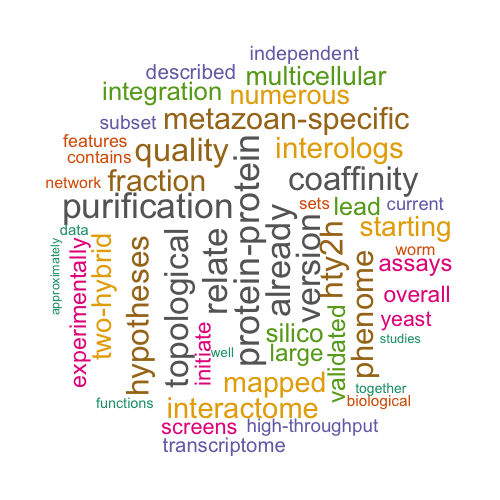 independent
described
multicellular
integration
numerous
subset
metazoan-specific
features
quality
interologs
contains
network
fraction
coaffinity
purification
sets
lead
current
data
starting
approximately
experimentally
two-hybrid
hypotheses
topological
relate
protein-protein
already
version
hty2h
phenome
worm
assays
overall
initiate
well
silico
large
validated
yeast
studies
mapped
together
functions
interactome
biological
screens
high-throughput
transcriptome